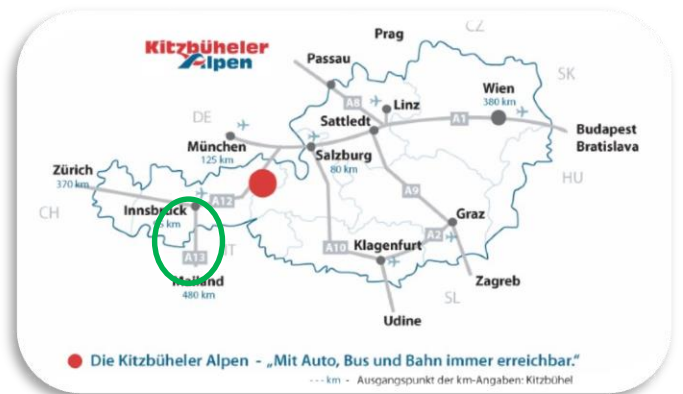 Kitzbüheler
Alpen
CZ
Prag
Passau
SK
Wien
380 km
A8
Linz
DE
Sattledt
A1
Budapest
Bratislava
München
125 km
Salzburg
80 km
HU
Zürich
370 km
A9
CH
Innsbruck
A12
km
Graz
A10
Klagenfurt
A2
A13
IT
Mailand
480 km
Zagreb
SL
Udine
Die Kitzbüheler Alpen - „Mit Auto, Bus und Bahn immer erreichbar.“
---km - Ausgangspunkt der km-Angaben: Kitzbühel